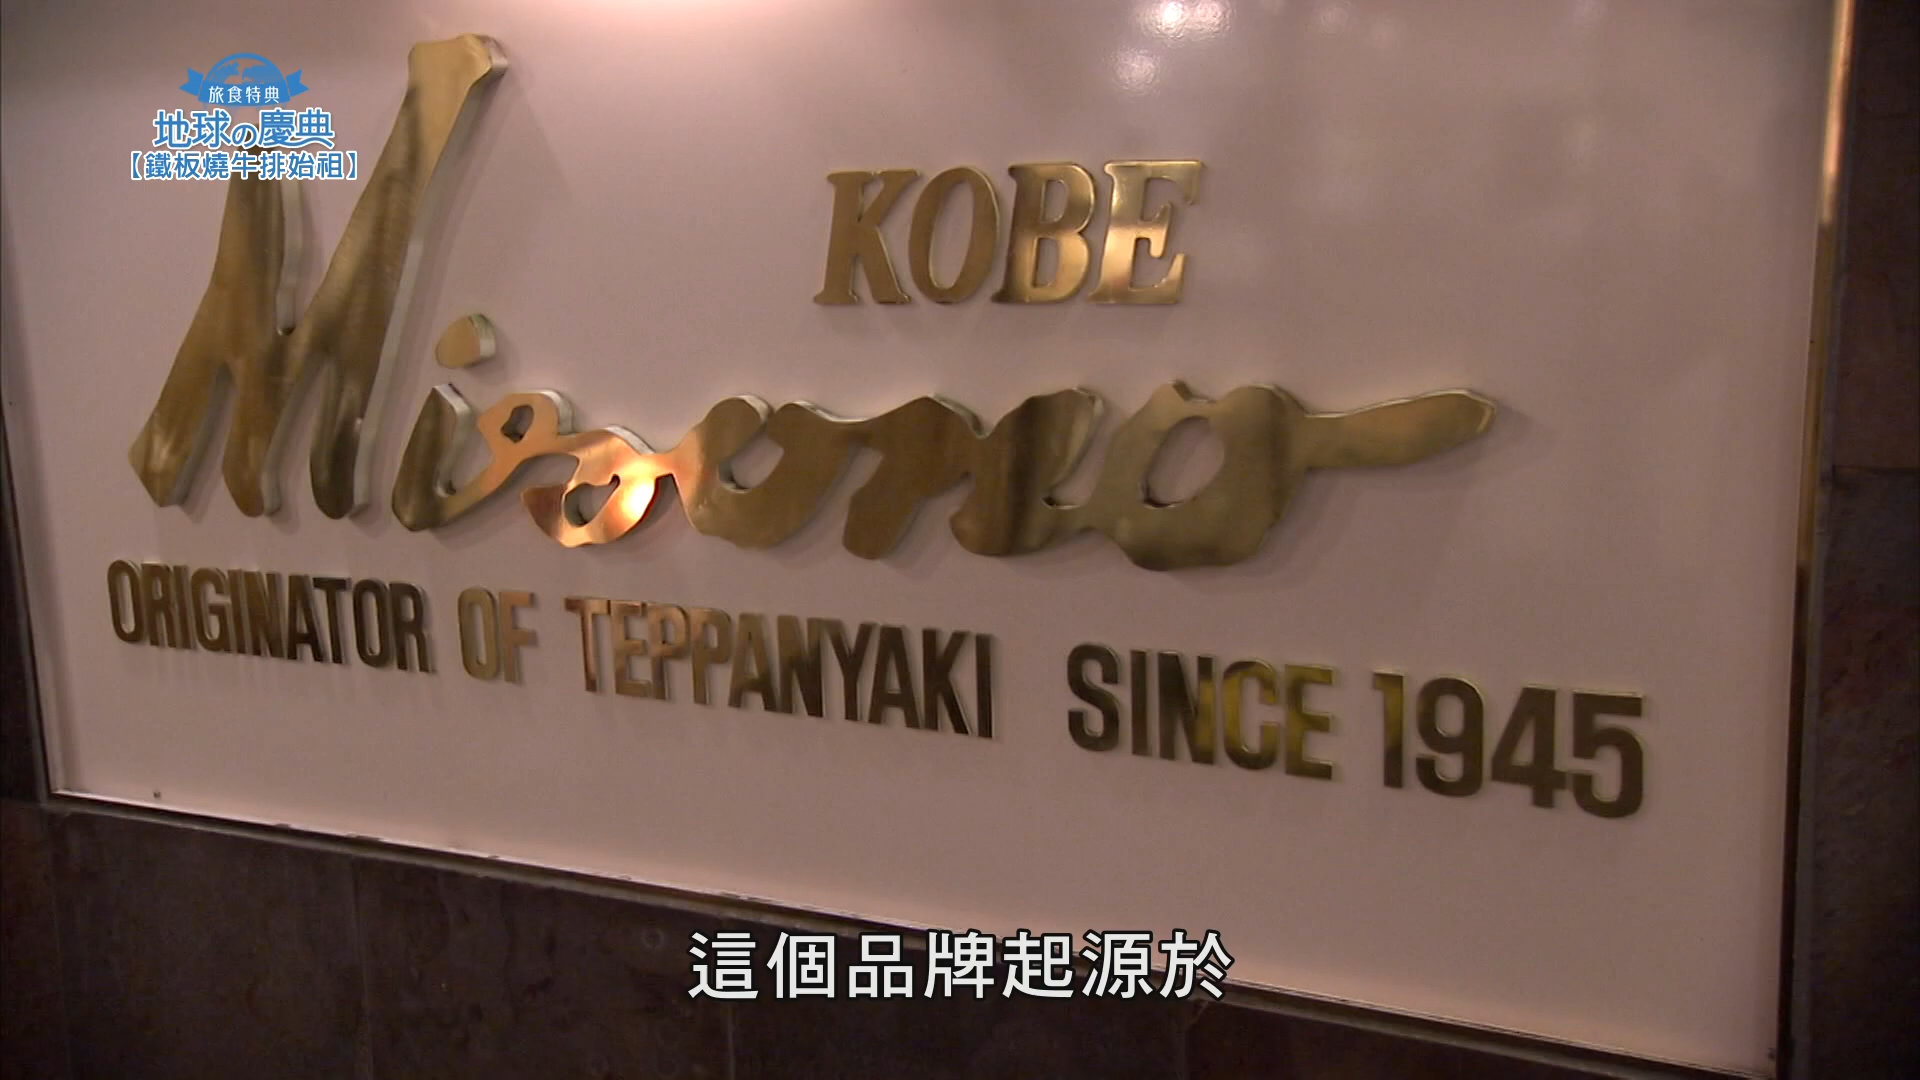 旅食特典
地球の慶典
【鐵板燒牛排始祖】
KOBE
Misono
ORIGINATOR OF TEPPANYAKI SINCE 1945
這個品牌起源於